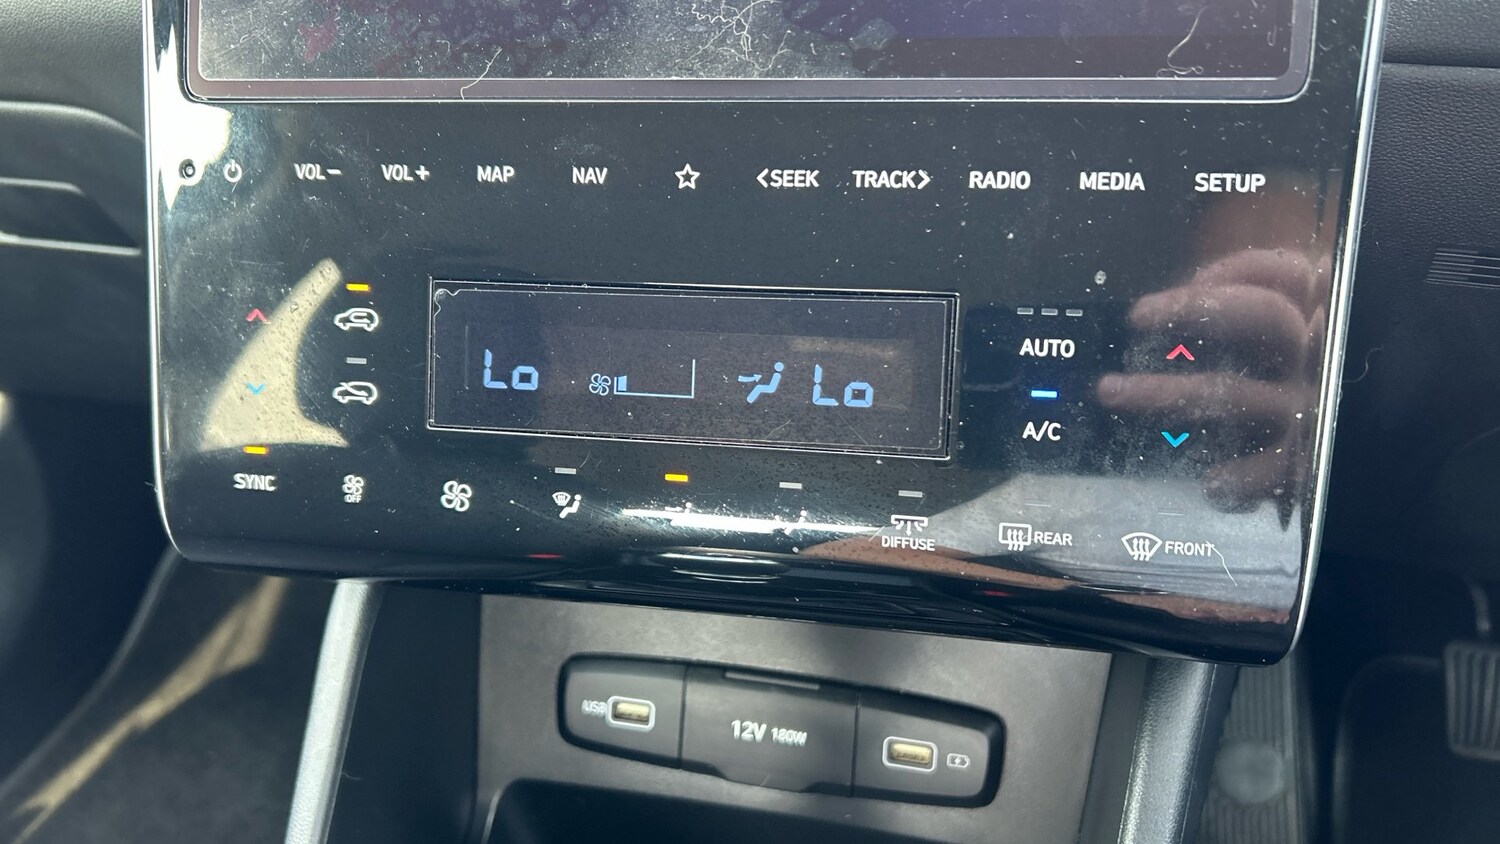 VOL− VOL+ MAP NAV <SEEK TRACK> RADIO MEDIA SETUP
Lo Lo
AUTO
A/C
SYNC OFF DIFFUSE REAR FRONT
USB 12V 180W